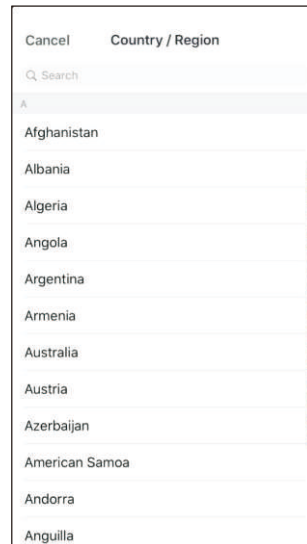 Cancel Country / Region
Search
A
Afghanistan
Albania
Algeria
Angola
Argentina
Armenia
Australia
Austria
Azerbaijan
American Samoa
Andorra
Anguilla